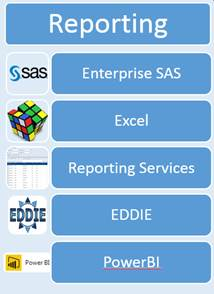 Reporting
sas
Enterprise SAS
Excel
Reporting Services
EDDIE
EDDIE
Power BI
PowerBI